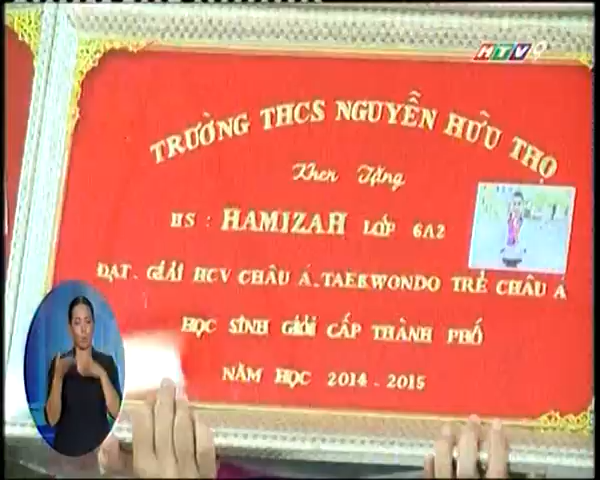 HTV9
TRƯỜNG THCS NGUYỄN HỮU THỌ
Khen Tặng
HS : HAMIZAH LỚP 6A2
ĐẠT . GIẢI HCV CHÂU Á . TAEKWONDO TRẺ CHÂU Á
HỌC SINH GIỎI CẤP THÀNH PHỐ
NĂM HỌC 2014 - 2015